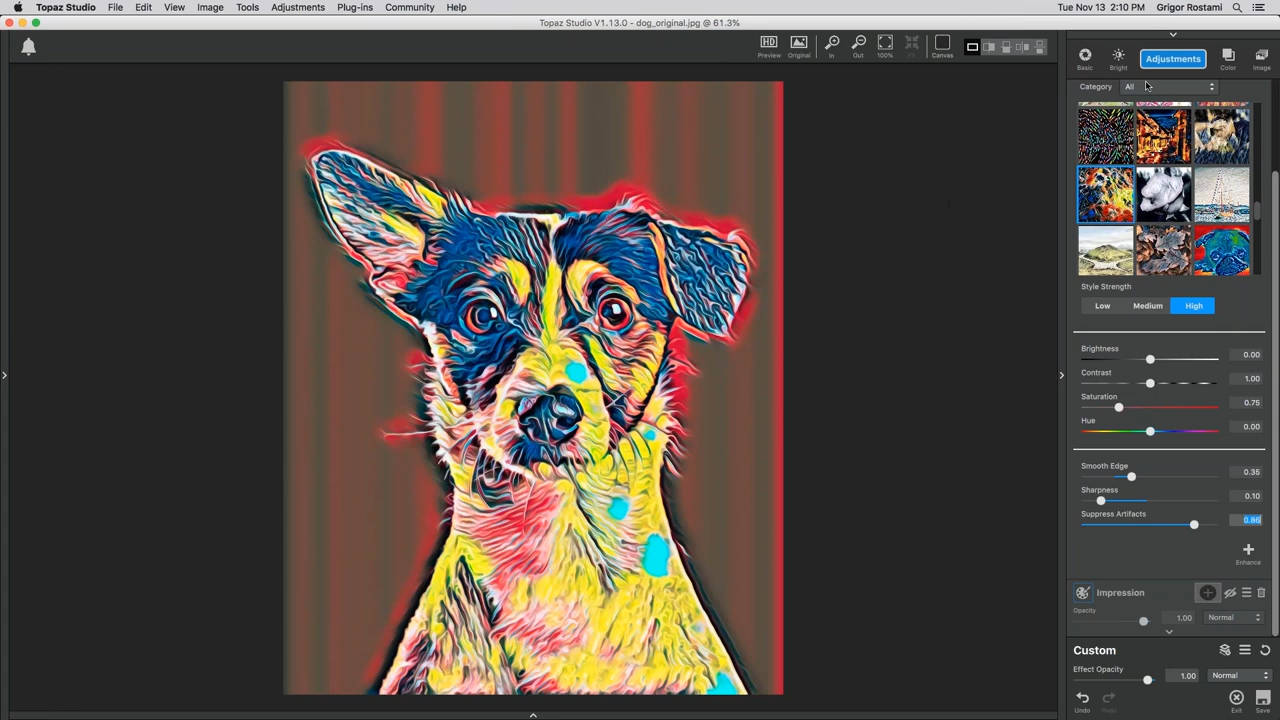 Topaz Studio File Edit View Image Tools Adjustments Plug-ins Community Help Tue Nov 13 2:10 PM Grigor Rostami
Topaz Studio V1.13.0 - dog_original.jpg @ 61.3%
Preview Original In Out 100% Canvas
Basic Bright Adjustments Color Image
Category All
Style Strength
Low Medium High
Brightness 0.00
Contrast 1.00
Saturation 0.75
Hue 0.00
Smooth Edge 0.35
Sharpness 0.10
Suppress Artifacts 0.86
Enhance
Impression
Opacity 1.00 Normal
Custom
Effect Opacity 1.00 Normal
Undo Exit Save